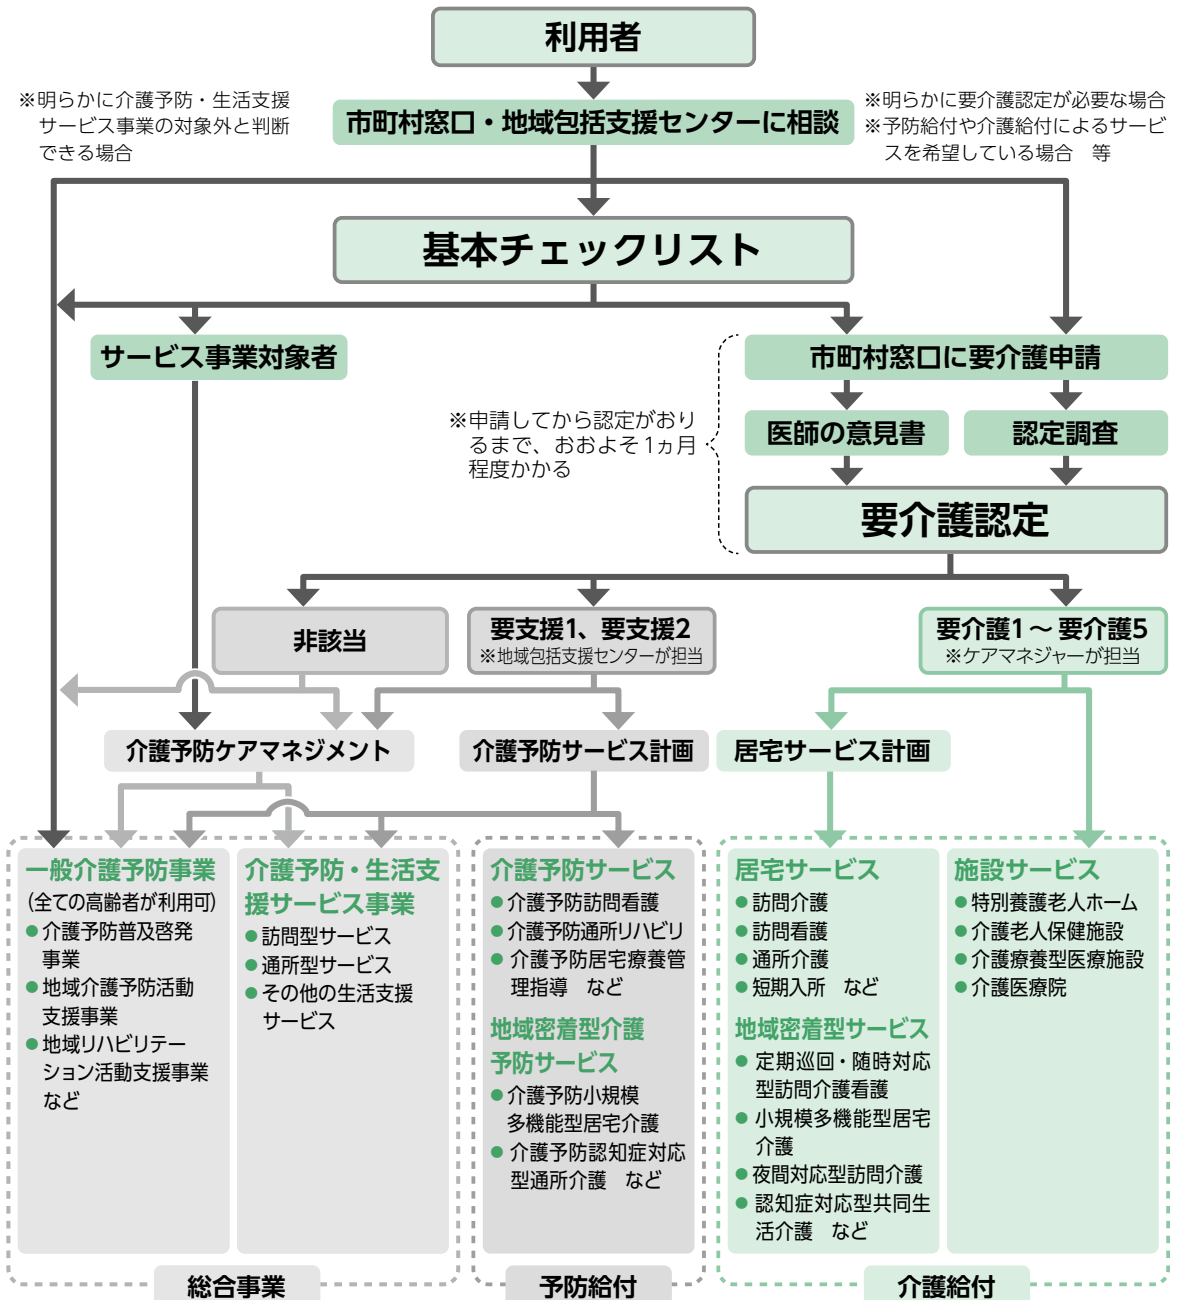 利用者
※明らかに介護予防・生活支援
サービス事業の対象外と判断
できる場合
市町村窓口・地域包括支援センターに相談
※明らかに要介護認定が必要な場合
※予防給付や介護給付によるサービ
スを希望している場合　等
基本チェックリスト
サービス事業対象者
市町村窓口に要介護申請
※申請してから認定がおり
るまで、おおよそ1ヵ月
程度かかる
医師の意見書
認定調査
要介護認定
非該当
要支援1、要支援2
※地域包括支援センターが担当
要介護1～要介護5
※ケアマネジャーが担当
介護予防ケアマネジメント
介護予防サービス計画
居宅サービス計画
一般介護予防事業
(全ての高齢者が利用可)
●介護予防普及啓発
事業
●地域介護予防活動
支援事業
●地域リハビリテー
ション活動支援事業
など
介護予防・生活支
援サービス事業
●訪問型サービス
●通所型サービス
●その他の生活支援
サービス
介護予防サービス
●介護予防訪問看護
●介護予防通所リハビリ
●介護予防居宅療養管
理指導　など
地域密着型介護
予防サービス
●介護予防小規模
多機能型居宅介護
●介護予防認知症対応
型通所介護　など
居宅サービス
●訪問介護
●訪問看護
●通所介護
●短期入所　など
地域密着型サービス
●定期巡回・随時対応
型訪問介護看護
●小規模多機能型居宅
介護
●夜間対応型訪問介護
●認知症対応型共同生
活介護　など
施設サービス
●特別養護老人ホーム
●介護老人保健施設
●介護療養型医療施設
●介護医療院
総合事業
予防給付
介護給付